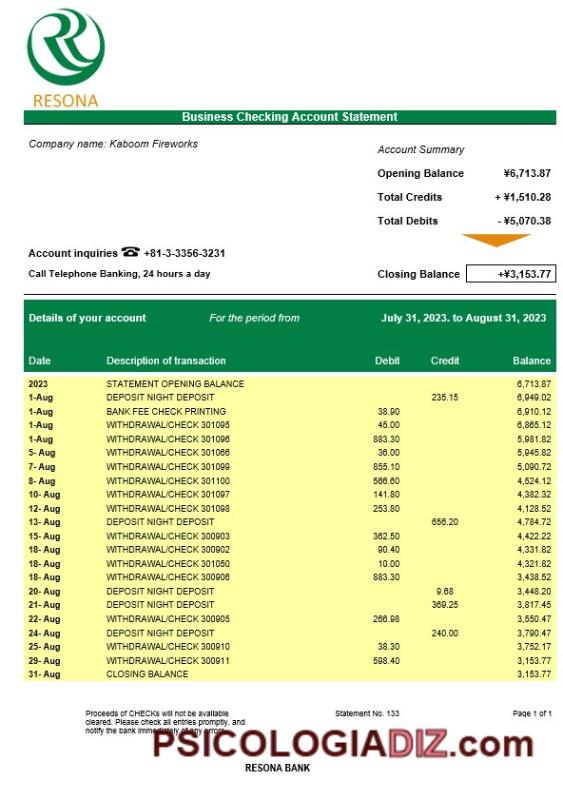 RESONA
Business Checking Account Statement
Company name: Kaboom Fireworks
Account Summary
Opening Balance ¥6,713.87
Total Credits + ¥1,510.28
Total Debits - ¥5,070.38
Account inquiries ☎ +81-3-3356-3231
Call Telephone Banking, 24 hours a day
Closing Balance +¥3,153.77
Details of your account For the period from July 31, 2023. to August 31, 2023
Date Description of transaction Debit Credit Balance
2023 STATEMENT OPENING BALANCE 6,713.87
1-Aug DEPOSIT NIGHT DEPOSIT 235.15 6,949.02
1-Aug BANK FEE CHECK PRINTING 38.90 6,910.12
1-Aug WITHDRAWAL/CHECK 301095 45.00 6,865.12
1-Aug WITHDRAWAL/CHECK 301096 883.30 5,981.82
5- Aug WITHDRAWAL/CHECK 301066 36.00 5,945.82
7- Aug WITHDRAWAL/CHECK 301099 855.10 5,090.72
8- Aug WITHDRAWAL/CHECK 301100 566.60 4,524.12
10- Aug WITHDRAWAL/CHECK 301097 141.80 4,382.32
12- Aug WITHDRAWAL/CHECK 301098 253.80 4,128.52
13- Aug DEPOSIT NIGHT DEPOSIT 656.20 4,784.72
15- Aug WITHDRAWAL/CHECK 300903 362.50 4,422.22
18- Aug WITHDRAWAL/CHECK 300902 90.40 4,331.82
18- Aug WITHDRAWAL/CHECK 301050 10.00 4,321.82
18- Aug WITHDRAWAL/CHECK 300906 883.30 3,438.52
20- Aug DEPOSIT NIGHT DEPOSIT 9.68 3,448.20
21- Aug DEPOSIT NIGHT DEPOSIT 369.25 3,817.45
22- Aug WITHDRAWAL/CHECK 300905 266.98 3,550.47
24- Aug DEPOSIT NIGHT DEPOSIT 240.00 3,790.47
25- Aug WITHDRAWAL/CHECK 300910 38.30 3,752.17
29- Aug WITHDRAWAL/CHECK 300911 598.40 3,153.77
31- Aug CLOSING BALANCE 3,153.77
Proceeds of CHECKs will not be available Statement No. 133 Page 1 of 1
cleared. Please check all entries promptly, and
notify the bank immediately of any errors.
PSICOLOGIADIZ.com
RESONA BANK